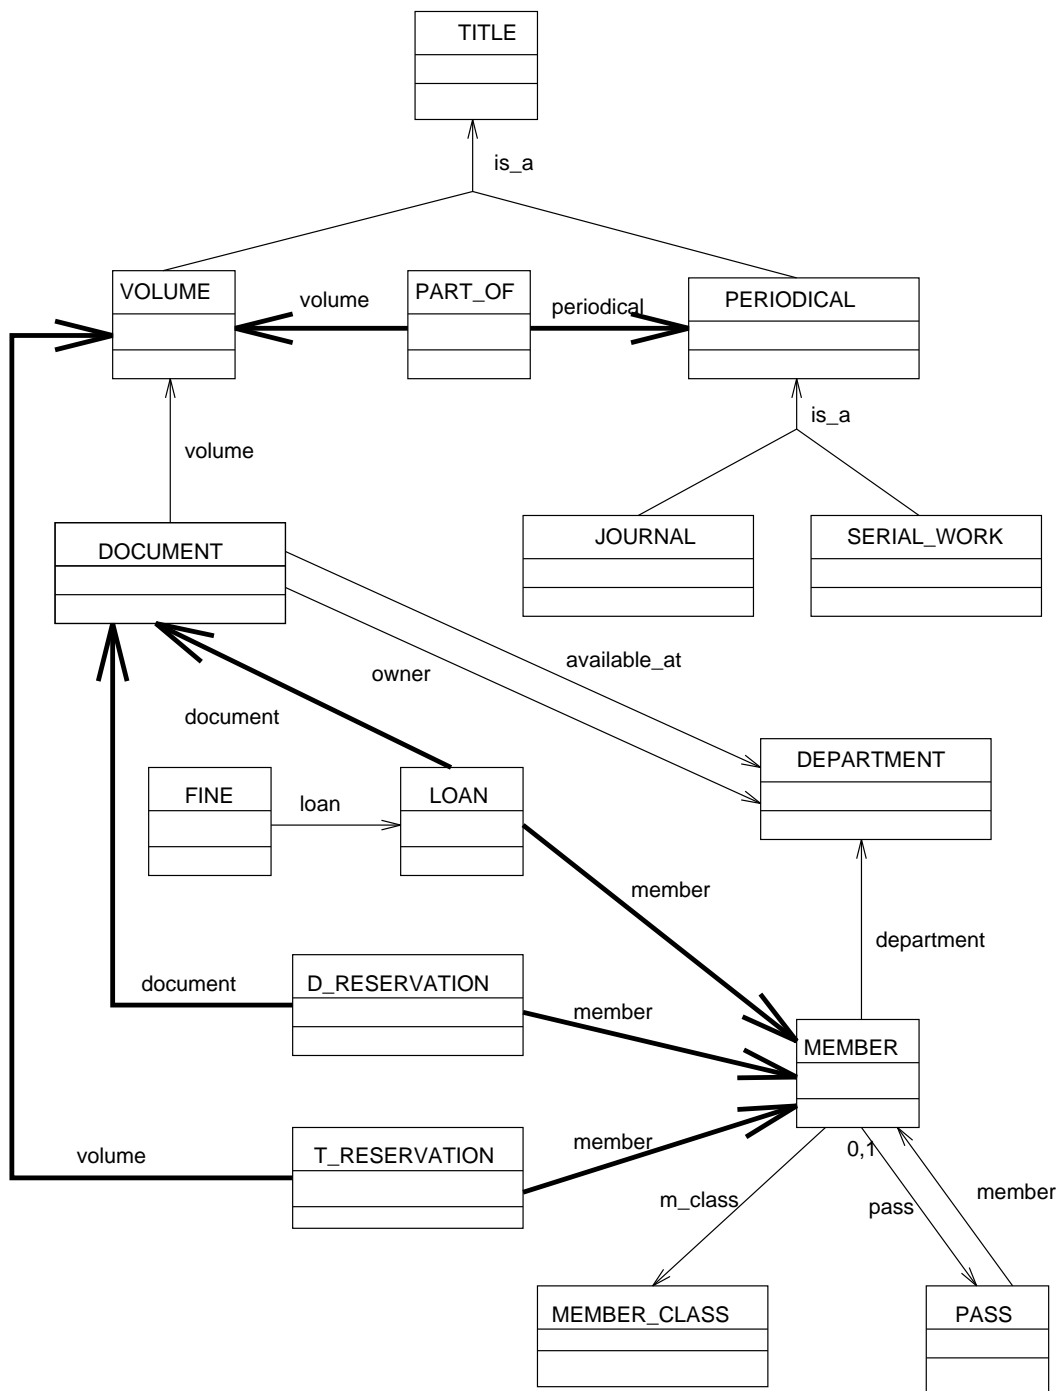 TITLE
is_a
VOLUME
volume
PART_OF
periodical
PERIODICAL
is_a
volume
JOURNAL
SERIAL_WORK
DOCUMENT
available_at
owner
document
DEPARTMENT
FINE
loan
LOAN
member
department
document
D_RESERVATION
member
MEMBER
member
0,1
volume
T_RESERVATION
m_class
pass
member
MEMBER_CLASS
PASS